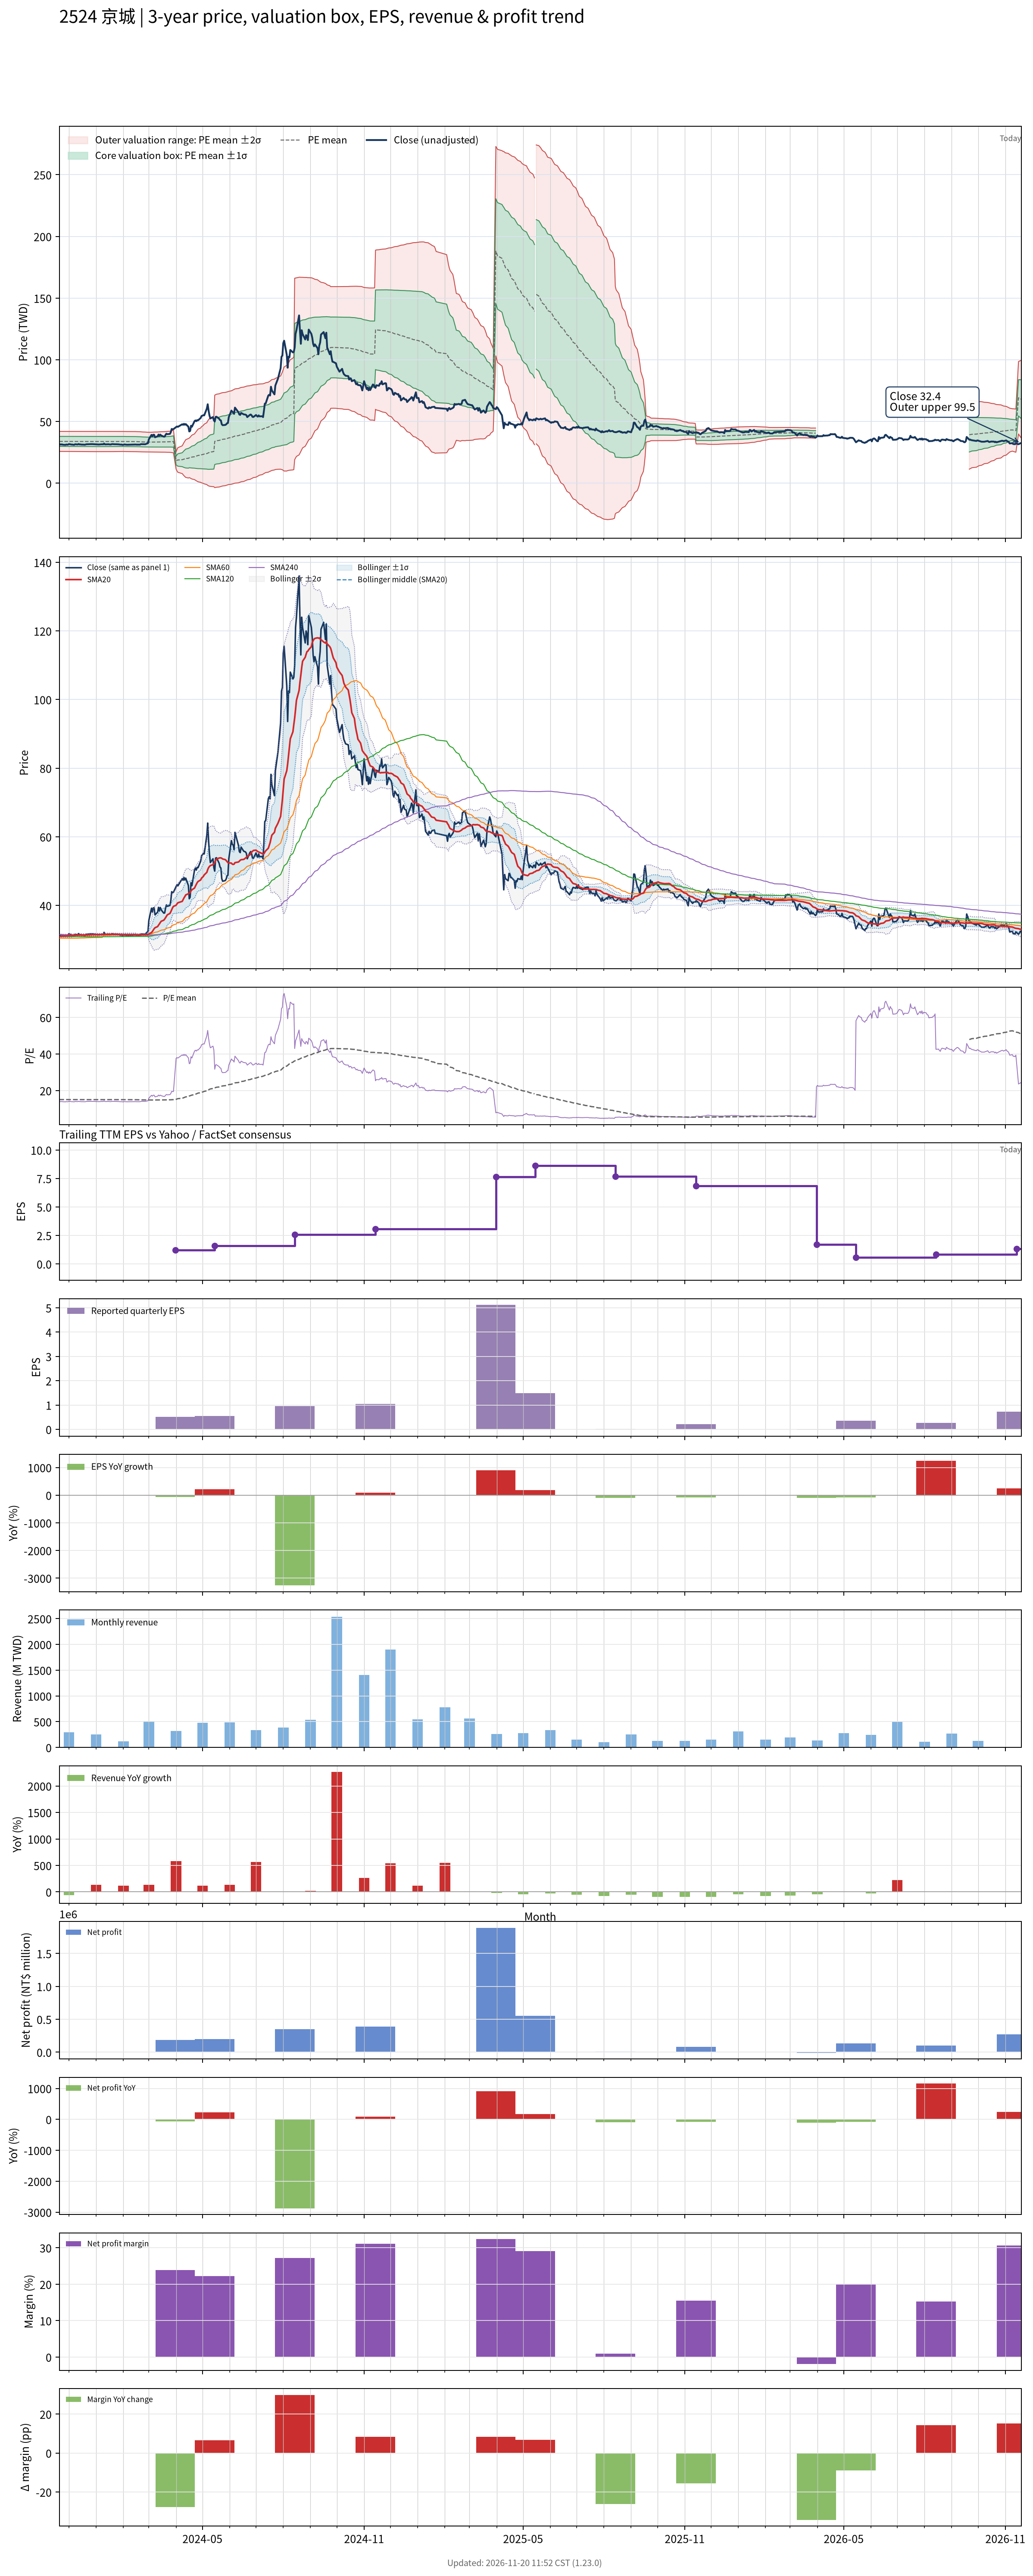 2524 京城 | 3-year price, valuation box, EPS, revenue & profit trend
Outer valuation range: PE mean ±2σ
PE mean
Close (unadjusted)
Core valuation box: PE mean ±1σ
Today
Price (TWD)
250
200
150
100
50
0
Close 32.4
Outer upper 99.5
Close (same as panel 1)
SMA20
SMA60
SMA120
SMA240
Bollinger ±2σ
Bollinger ±1σ
Bollinger middle (SMA20)
Price
140
120
100
80
60
40
Trailing P/E
P/E mean
P/E
60
40
20
Trailing TTM EPS vs Yahoo / FactSet consensus
Today
EPS
10.0
7.5
5.0
2.5
0.0
Reported quarterly EPS
EPS
5
4
3
2
1
0
EPS YoY growth
YoY (%)
1000
0
-1000
-2000
-3000
Monthly revenue
Revenue (M TWD)
2500
2000
1500
1000
500
0
Revenue YoY growth
YoY (%)
2000
1500
1000
500
0
Month
1e6
Net profit
Net profit (NT$ million)
1.5
1.0
0.5
0.0
Net profit YoY
YoY (%)
1000
0
-1000
-2000
-3000
Net profit margin
Margin (%)
30
20
10
0
Margin YoY change
Δ margin (pp)
20
0
-20
2024-05
2024-11
2025-05
2025-11
2026-05
2026-11
Updated: 2026-11-20 11:52 CST (1.23.0)